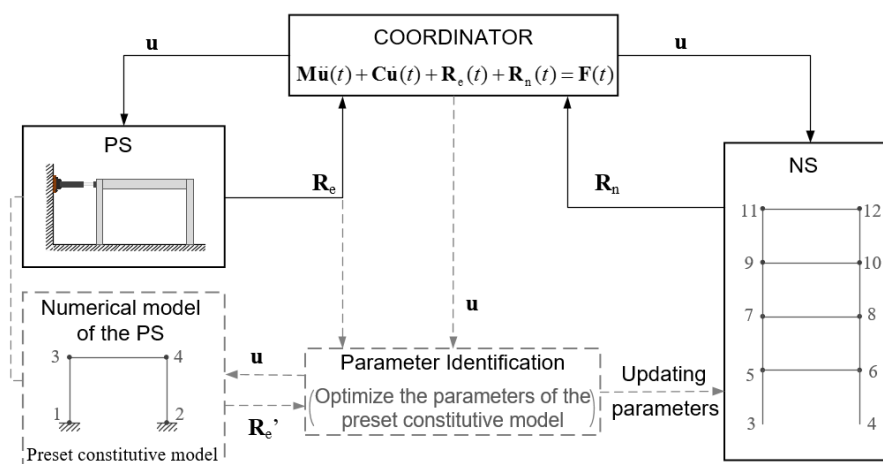 COORDINATOR
u
u
Mü(t) + Cu̇(t) + Rₑ(t) + Rₙ(t) = F(t)
PS
NS
Rₑ
Rₙ
11
12
9
10
7
8
5
6
3
4
u
Numerical model
of the PS
3
4
1
2
Preset constitutive model
u
Rₑ’
Parameter Identification
(Optimize the parameters of the
preset constitutive model)
Updating
parameters